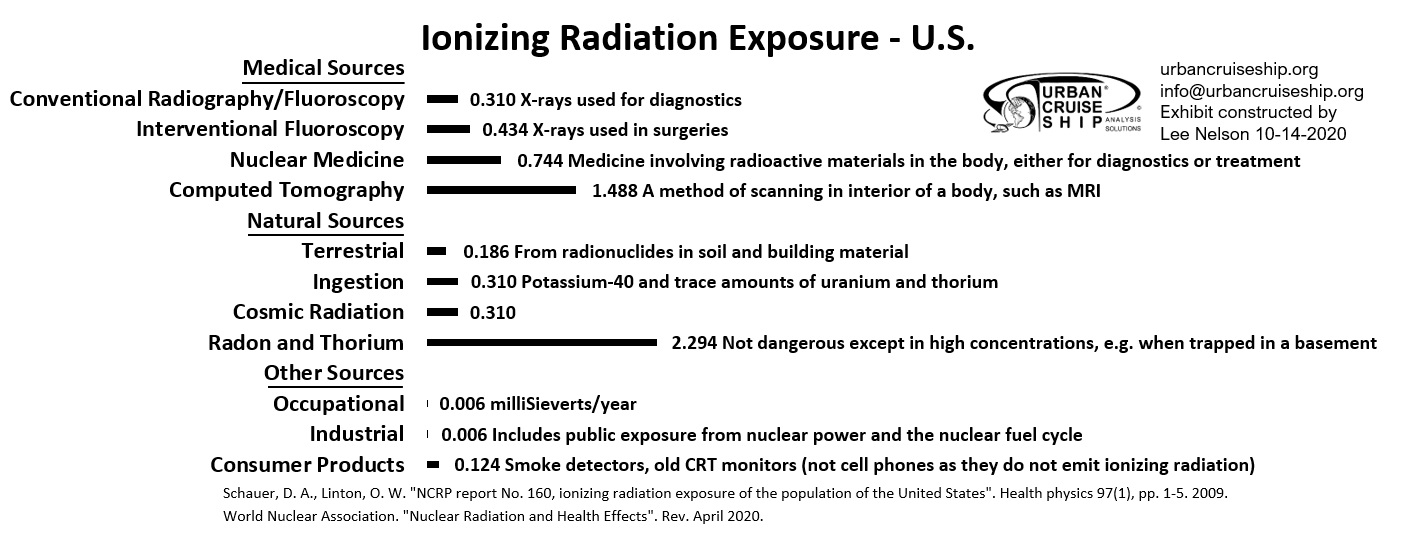 Ionizing Radiation Exposure - U.S.
Medical Sources
urbancruiseship.org
info@urbancruiseship.org
Exhibit constructed by
Lee Nelson 10-14-2020
URBAN®
CRUISE
SHIP©
ANALYSIS
SOLUTIONS
Conventional Radiography/Fluoroscopy 0.310 X-rays used for diagnostics
Interventional Fluoroscopy 0.434 X-rays used in surgeries
Nuclear Medicine 0.744 Medicine involving radioactive materials in the body, either for diagnostics or treatment
Computed Tomography 1.488 A method of scanning in interior of a body, such as MRI
Natural Sources
Terrestrial 0.186 From radionuclides in soil and building material
Ingestion 0.310 Potassium-40 and trace amounts of uranium and thorium
Cosmic Radiation 0.310
Radon and Thorium 2.294 Not dangerous except in high concentrations, e.g. when trapped in a basement
Other Sources
Occupational 0.006 milliSieverts/year
Industrial 0.006 Includes public exposure from nuclear power and the nuclear fuel cycle
Consumer Products 0.124 Smoke detectors, old CRT monitors (not cell phones as they do not emit ionizing radiation)
Schauer, D. A., Linton, O. W. "NCRP report No. 160, ionizing radiation exposure of the population of the United States". Health physics 97(1), pp. 1-5. 2009.
World Nuclear Association. "Nuclear Radiation and Health Effects". Rev. April 2020.